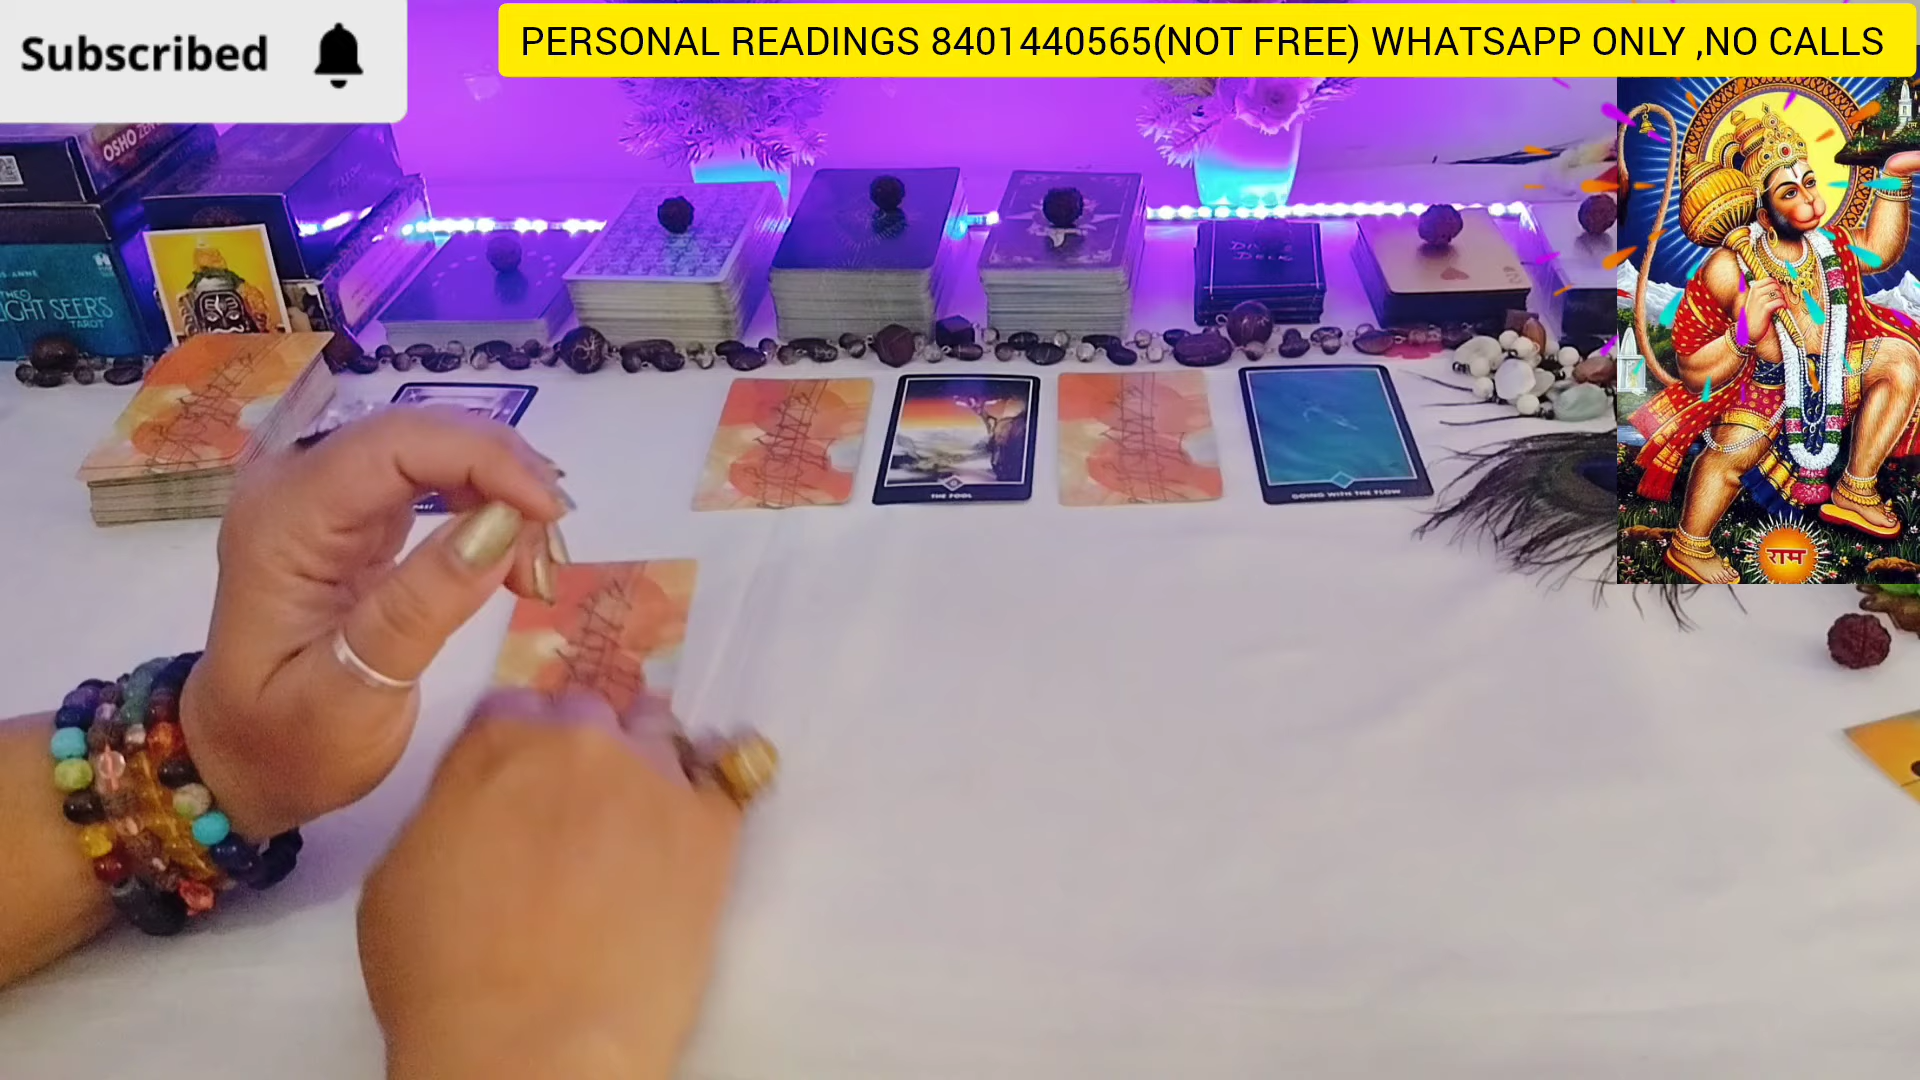 Subscribed
PERSONAL READINGS 8401440565(NOT FREE) WHATSAPP ONLY ,NO CALLS
OSHO ZEN
THE
LIGHT SEER'S
TAROT
THE FOOL
GOING WITH THE FLOW
राम